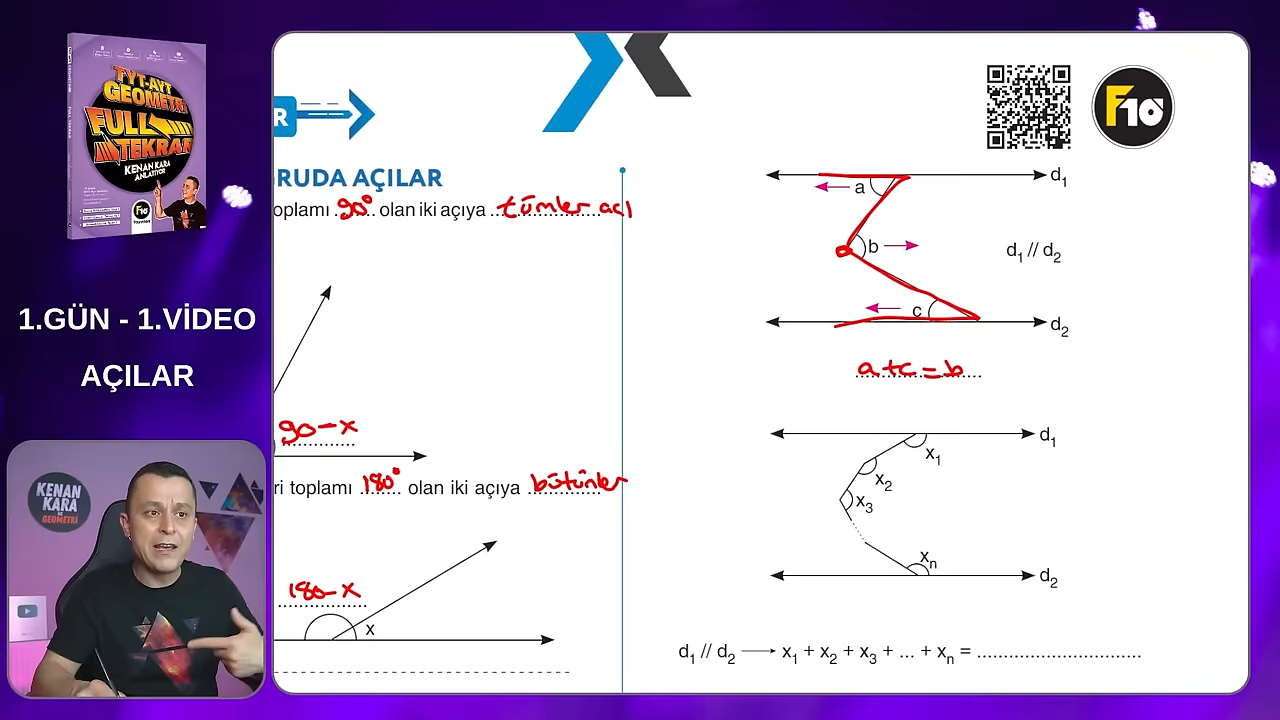 TYT-AYT
GEOMETRİ
FULL
TEKRAR
KENAN KARA
ANLATIYOR
F10
1.GÜN - 1.VİDEO
AÇILAR
KENAN
KARA
GEOMETRİ
R
RUDA AÇILAR
oplamı 90° olan iki açıya tümler açı
90-x
ri toplamı 180° olan iki açıya bütünler
180-x
x
F10
d1
a
b
d1 // d2
c
d2
a+c=b
d1
x1
x2
x3
xn
d2
d1 // d2 → x1 + x2 + x3 + ... + xn = ...............................